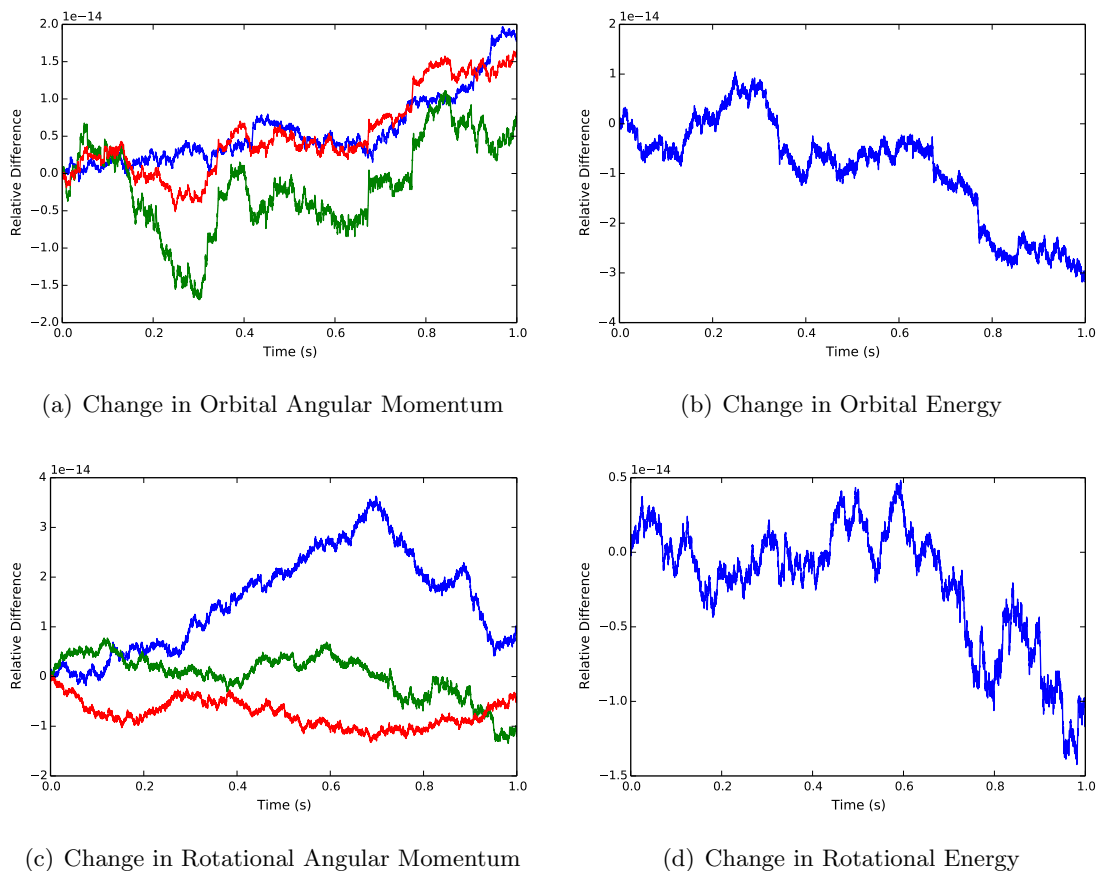 1e−14
2.0
1.5
1.0
0.5
0.0
−0.5
−1.0
−1.5
−2.0
Relative Difference
0.0 0.2 0.4 0.6 0.8 1.0
Time (s)
(a) Change in Orbital Angular Momentum
1e−14
2
1
0
−1
−2
−3
−4
Relative Difference
0.0 0.2 0.4 0.6 0.8 1.0
Time (s)
(b) Change in Orbital Energy
1e−14
4
2
0
−1
−2
Relative Difference
0.0 0.2 0.4 0.6 0.8 1.0
Time (s)
(c) Change in Rotational Angular Momentum
1e−14
0.5
0.0
−0.5
−1.0
−1.5
Relative Difference
0.0 0.2 0.4 0.6 0.8 1.0
Time (s)
(d) Change in Rotational Energy